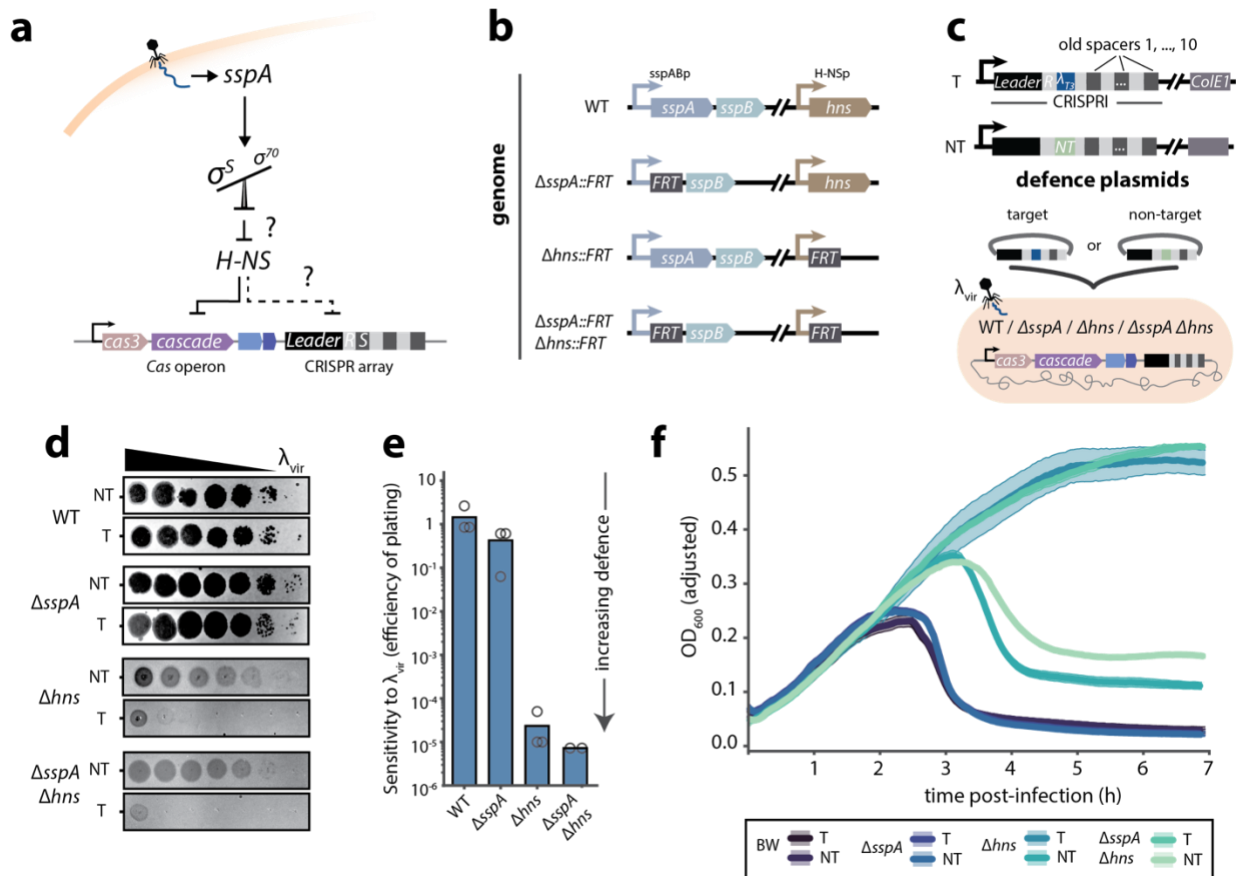 a
sspA
σS σ70
?
H-NS
?
cas3 cascade Leader R S
Cas operon CRISPR array
b
genome
sspABp H-NSp
WT sspA sspB hns
ΔsspA::FRT FRT sspB hns
Δhns::FRT sspA sspB FRT
ΔsspA::FRT
Δhns::FRT
FRT sspB FRT
c
old spacers 1, ..., 10
T Leader R λT3 ... ColE1
CRISPRI
NT NT ...
defence plasmids
target or non-target
λvir
WT / ΔsspA / Δhns / ΔsspA Δhns
cas3 cascade
d
λvir
WT NT
T
ΔsspA NT
T
Δhns NT
T
ΔsspA
Δhns
NT
T
e
Sensitivity to λvir (efficiency of plating)
10
1
10-1
10-2
10-3
10-4
10-5
10-6
WT ΔsspA Δhns ΔsspA Δhns
increasing defence
f
OD600 (adjusted)
0.5
0.4
0.3
0.2
0.1
0.0
1 2 3 4 5 6 7
time post-infection (h)
BW T NT
ΔsspA T NT
Δhns T NT
ΔsspA Δhns T NT